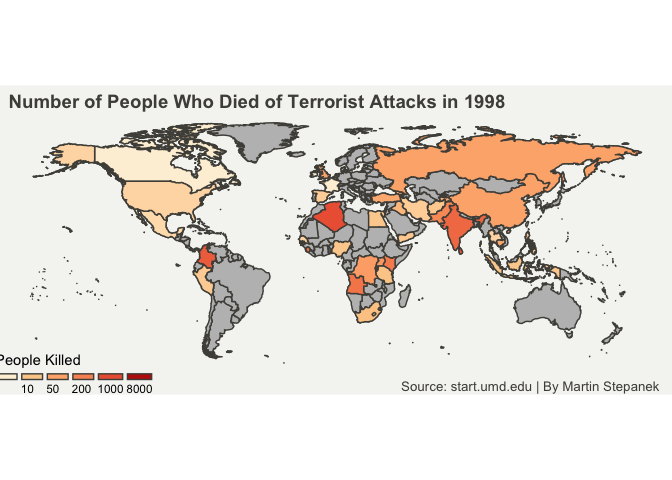 Number of People Who Died of Terrorist Attacks in 1998
People Killed
10 50 200 1000 8000
Source: start.umd.edu | By Martin Stepanek